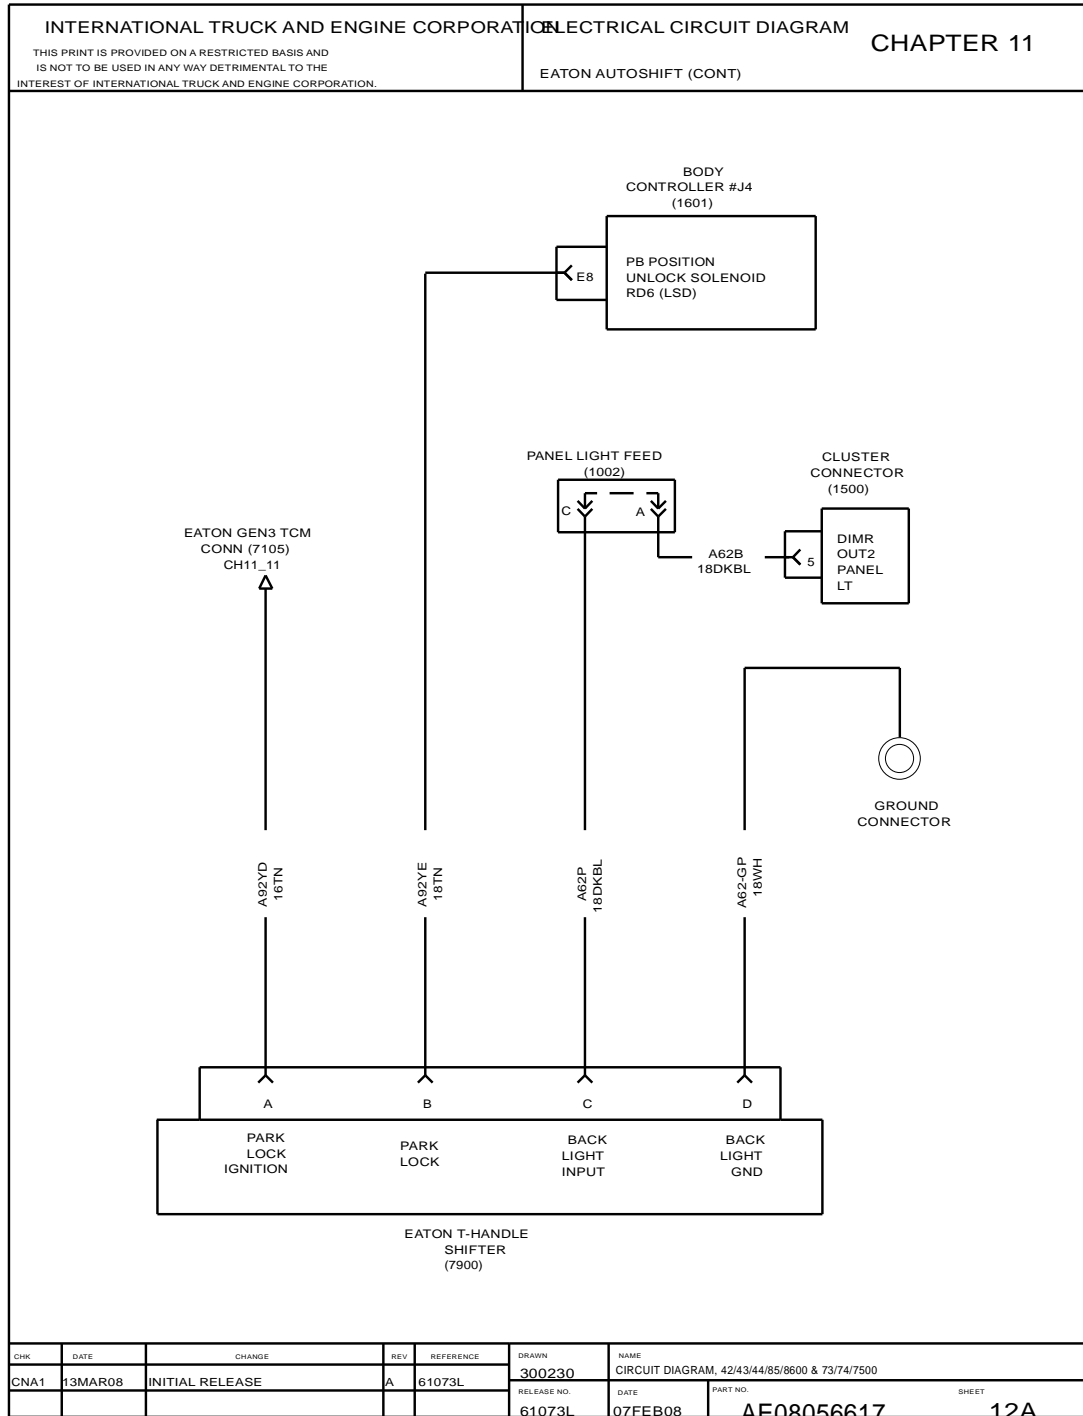 INTERNATIONAL TRUCK AND ENGINE CORPORATION
THIS PRINT IS PROVIDED ON A RESTRICTED BASIS AND
IS NOT TO BE USED IN ANY WAY DETRIMENTAL TO THE
INTEREST OF INTERNATIONAL TRUCK AND ENGINE CORPORATION.
ELECTRICAL CIRCUIT DIAGRAM
EATON AUTOSHIFT (CONT)
CHAPTER 11
BODY
CONTROLLER #J4
(1601)
E8
PB POSITION
UNLOCK SOLENOID
RD6 (LSD)
PANEL LIGHT FEED
(1002)
C
A
A62B
18DKBL
CLUSTER
CONNECTOR
(1500)
5
DIMR
OUT2
PANEL
LT
EATON GEN3 TCM
CONN (7105)
CH11_11
GROUND
CONNECTOR
A92YD
16TN
A92YE
18TN
A62P
18DKBL
A62-GP
18WH
A
B
C
D
PARK
LOCK
IGNITION
PARK
LOCK
BACK
LIGHT
INPUT
BACK
LIGHT
GND
EATON T-HANDLE
SHIFTER
(7900)
CHK DATE CHANGE REV REFERENCE
CNA1 13MAR08 INITIAL RELEASE A 61073L
DRAWN
300230
NAME
CIRCUIT DIAGRAM, 42/43/44/85/8600 & 73/74/7500
RELEASE NO.
61073L
DATE
07FEB08
PART NO.
AE08056617
SHEET
12A